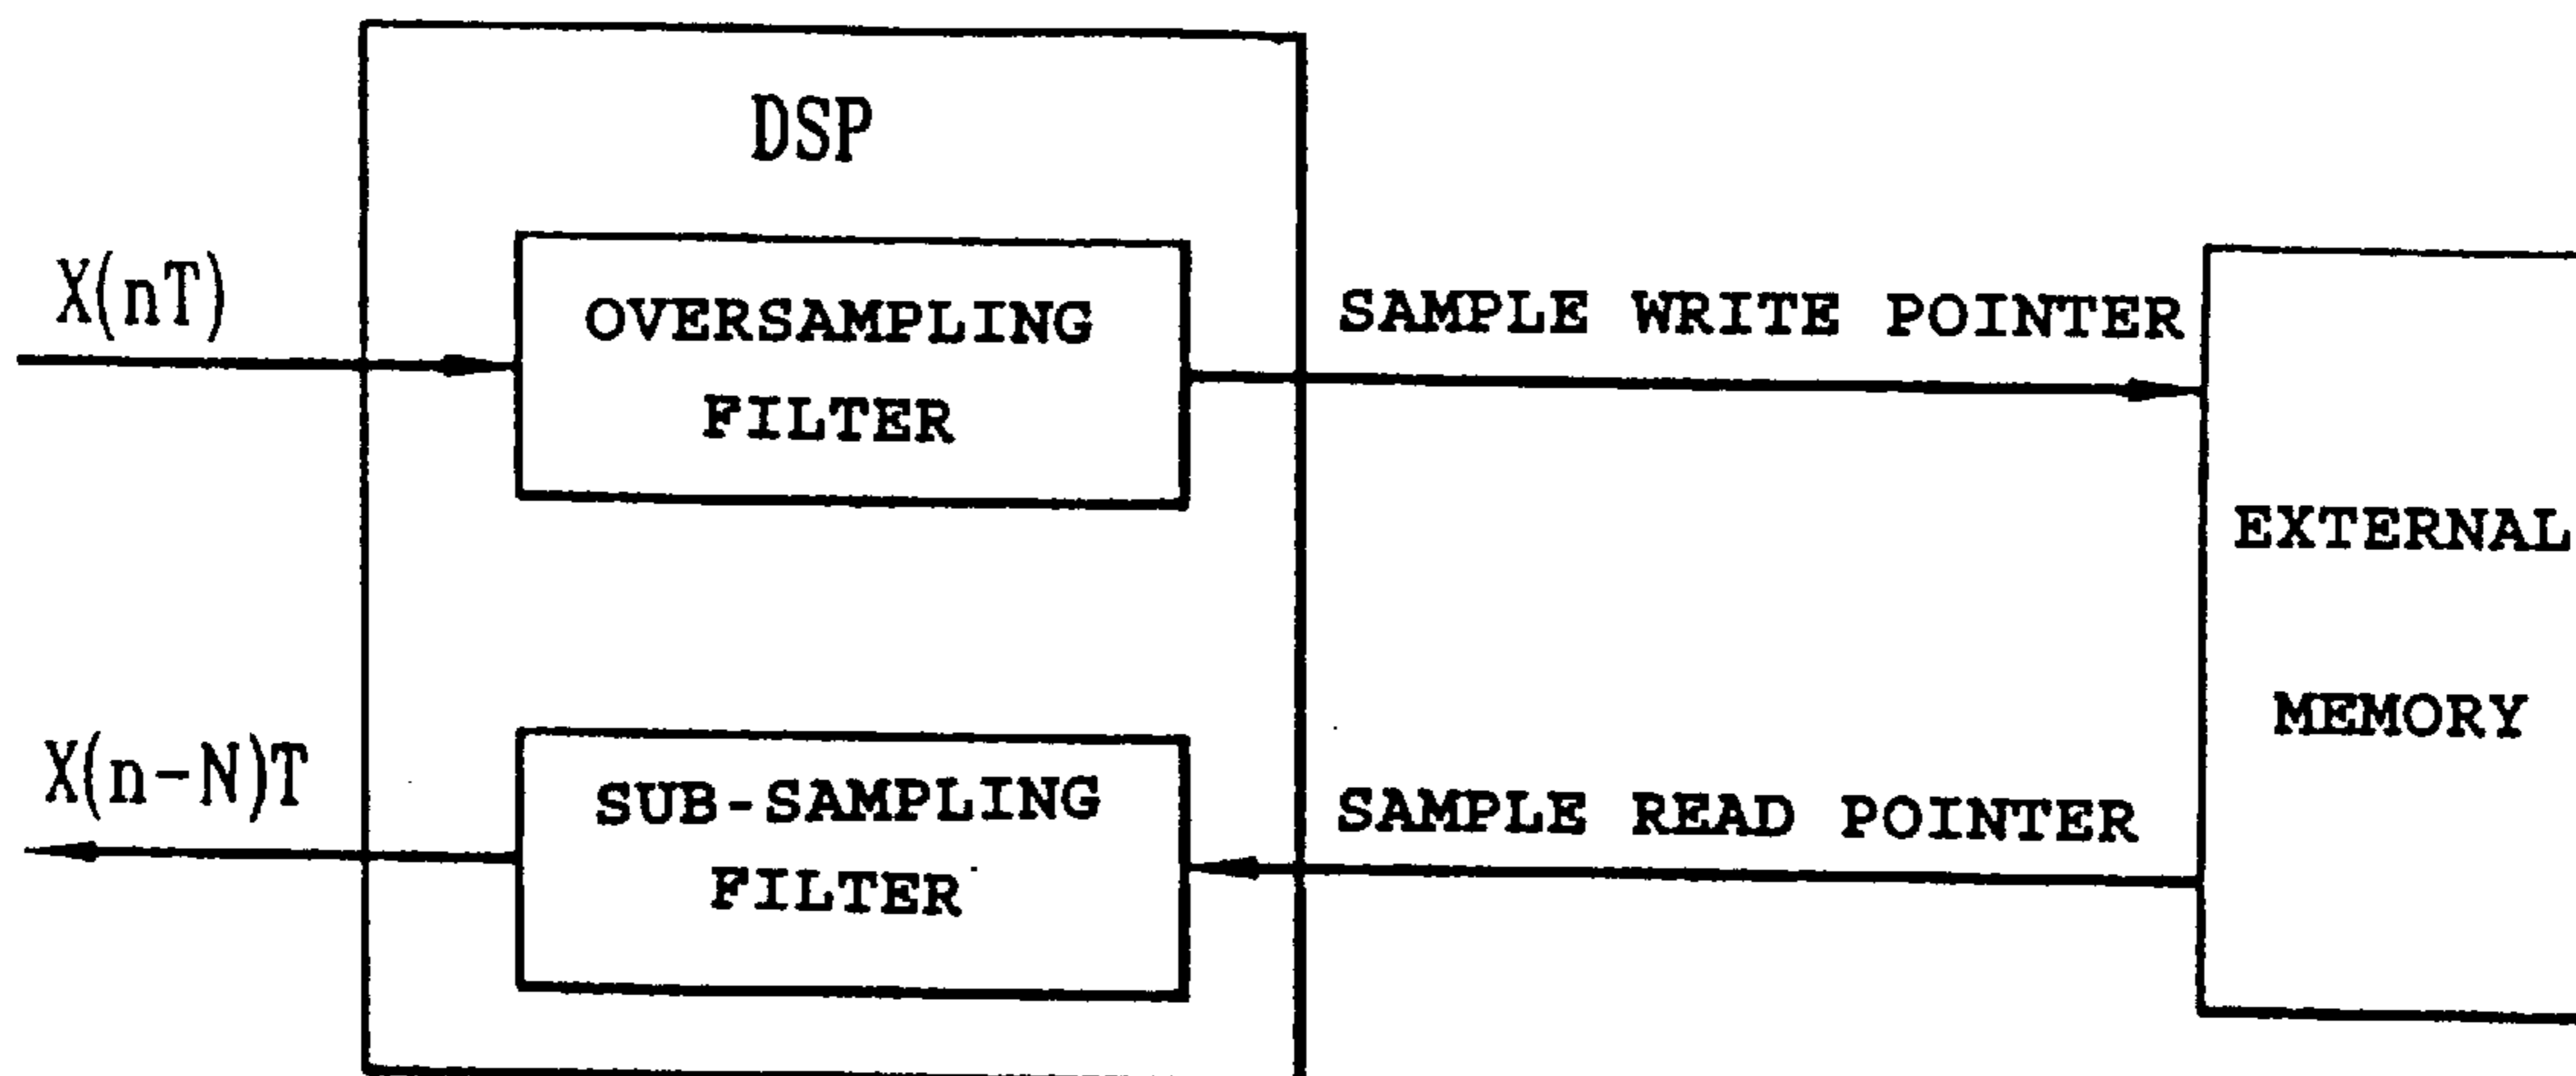 DSP
X(nT)
OVERSAMPLING
FILTER
SAMPLE WRITE POINTER
EXTERNAL
MEMORY
X(n-N)T
SUB-SAMPLING
FILTER
SAMPLE READ POINTER